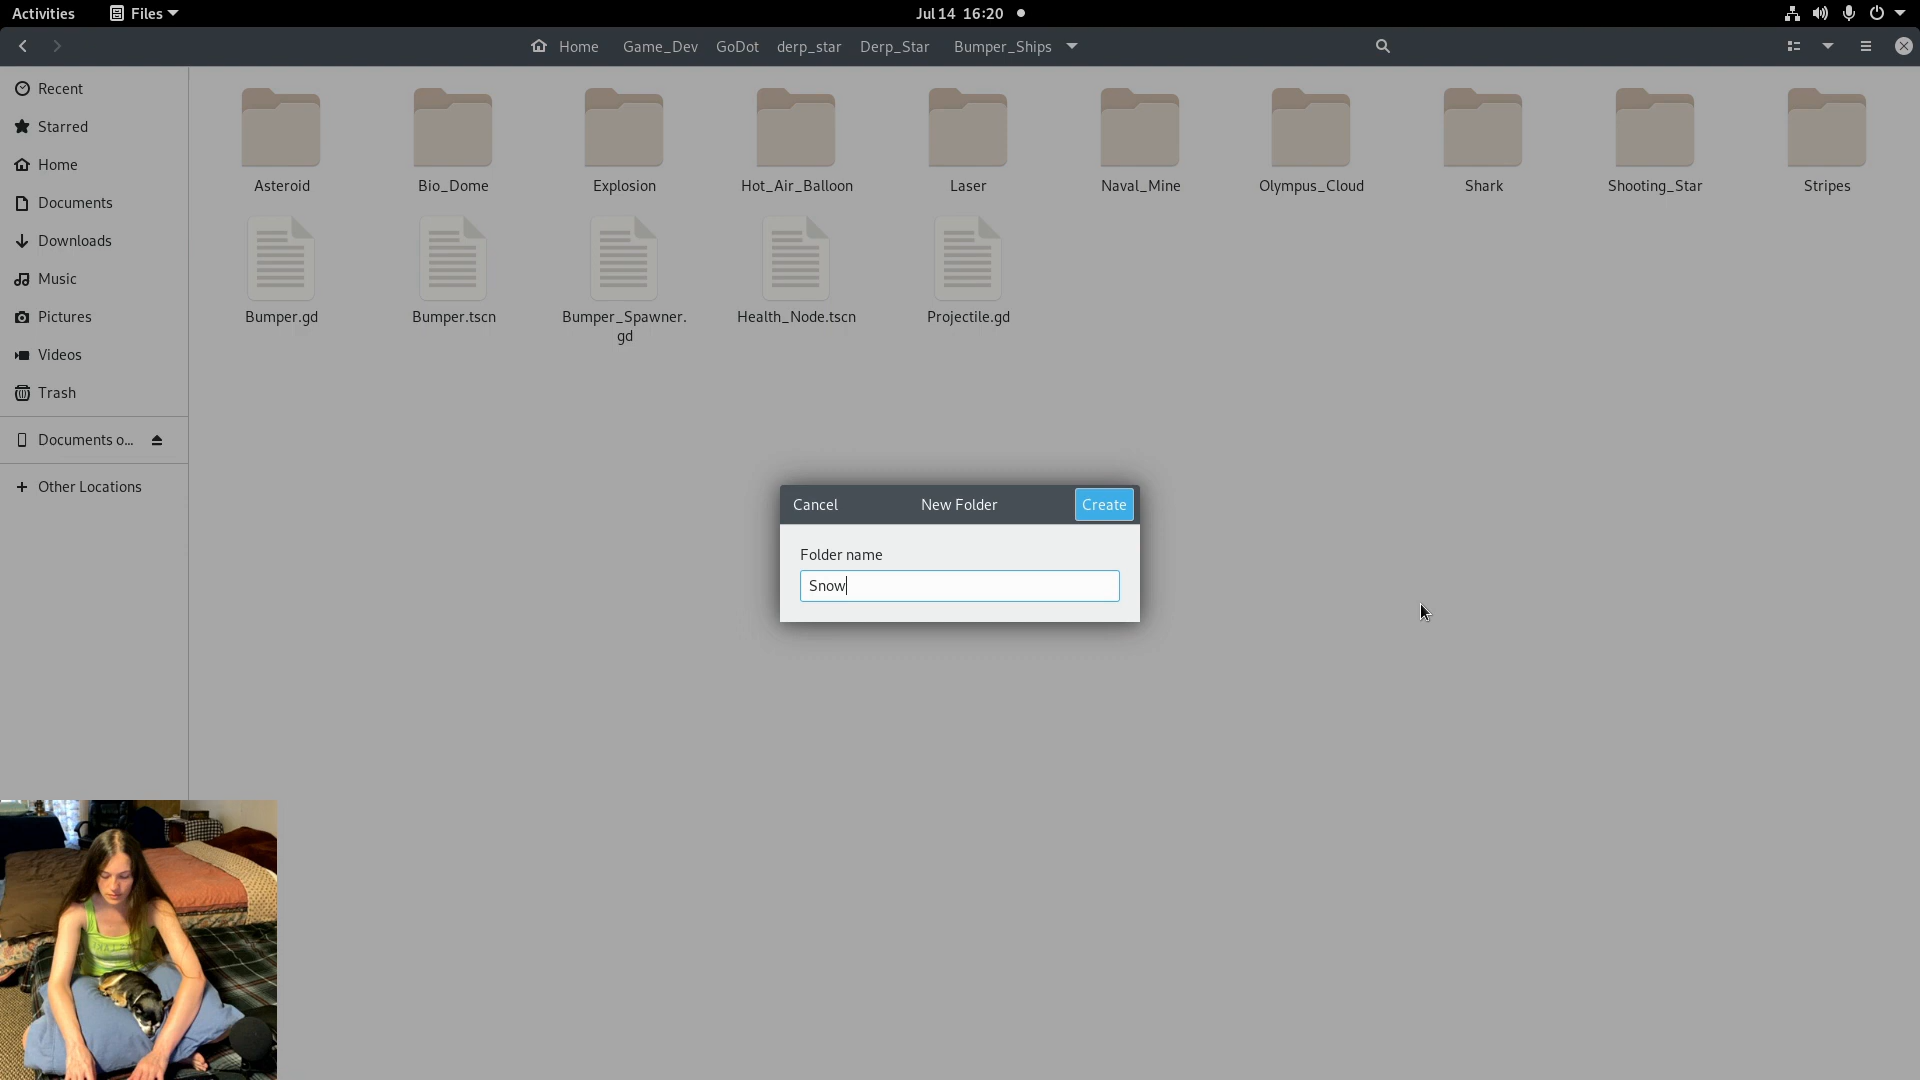 Activities
Files
Jul 14 16:20
Home
Game_Dev
GoDot
derp_star
Derp_Star
Bumper_Ships
Recent
Starred
Home
Documents
Downloads
Music
Pictures
Videos
Trash
Documents o...
Other Locations
Asteroid
Bio_Dome
Explosion
Hot_Air_Balloon
Laser
Naval_Mine
Olympus_Cloud
Shark
Shooting_Star
Stripes
Bumper.gd
Bumper.tscn
Bumper_Spawner.
gd
Health_Node.tscn
Projectile.gd
Cancel
New Folder
Create
Folder name
Snow